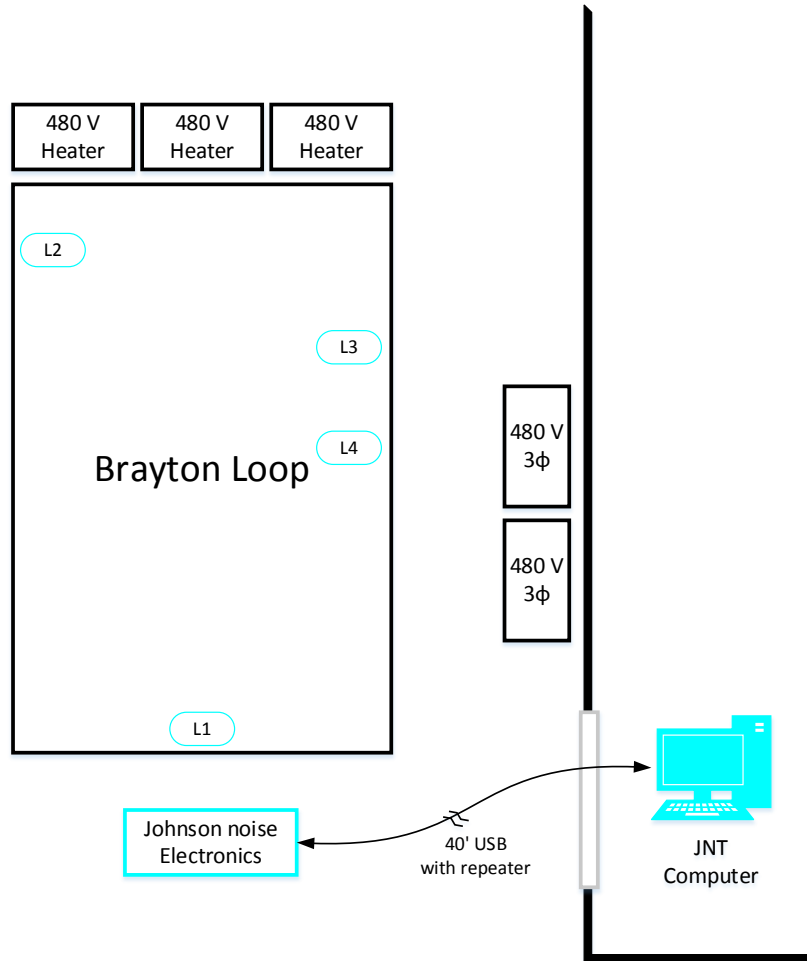 480 V
Heater
480 V
Heater
480 V
Heater
L2
L3
L4
Brayton Loop
480 V
3ϕ
480 V
3ϕ
L1
Johnson noise
Electronics
40' USB
with repeater
JNT
Computer